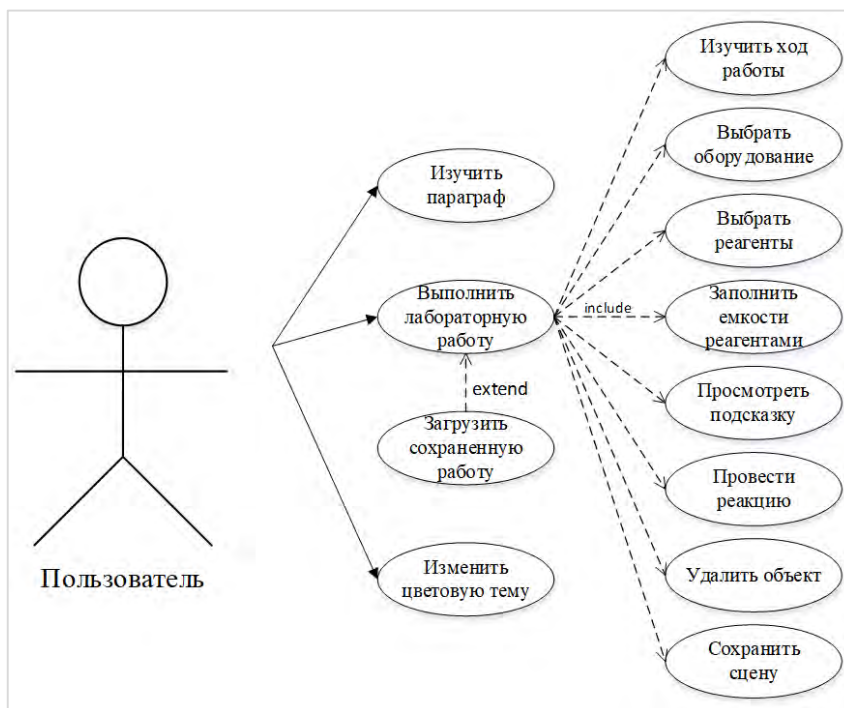 Пользователь
Изучить
параграф
Выполнить
лабораторную
работу
extend
Загрузить
сохраненную
работу
Изменить
цветовую тему
include
Изучить ход
работы
Выбрать
оборудование
Выбрать
реагенты
Заполнить
емкости
реагентами
Просмотреть
подсказку
Провести
реакцию
Удалить объект
Сохранить
сцену